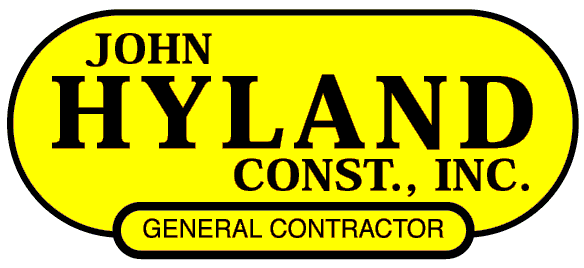 JOHN
HYLAND
CONST., INC.
GENERAL CONTRACTOR